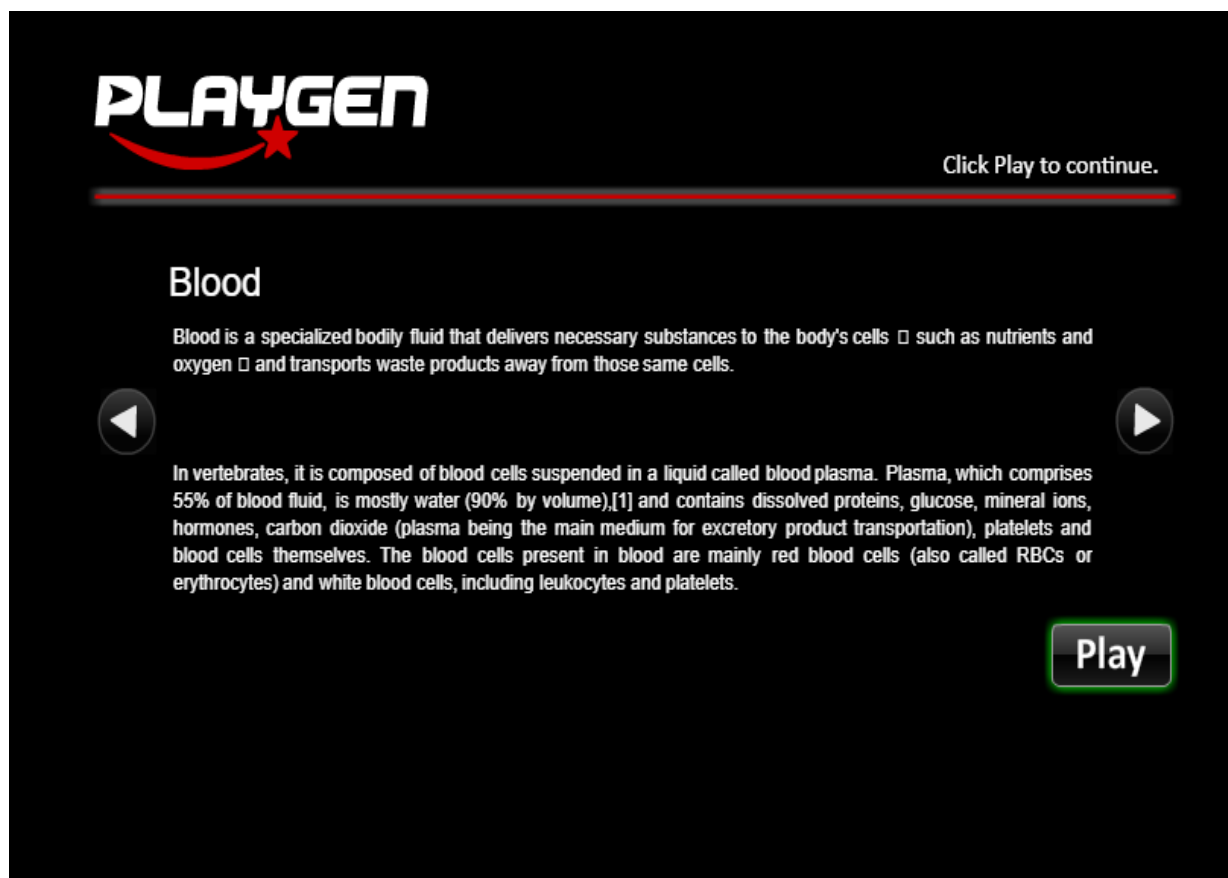 PLAYGEN
Click Play to continue.
Blood
Blood is a specialized bodily fluid that delivers necessary substances to the body's cells □ such as nutrients and
oxygen □ and transports waste products away from those same cells.
In vertebrates, it is composed of blood cells suspended in a liquid called blood plasma. Plasma, which comprises
55% of blood fluid, is mostly water (90% by volume),[1] and contains dissolved proteins, glucose, mineral ions,
hormones, carbon dioxide (plasma being the main medium for excretory product transportation), platelets and
blood cells themselves. The blood cells present in blood are mainly red blood cells (also called RBCs or
erythrocytes) and white blood cells, including leukocytes and platelets.
Play